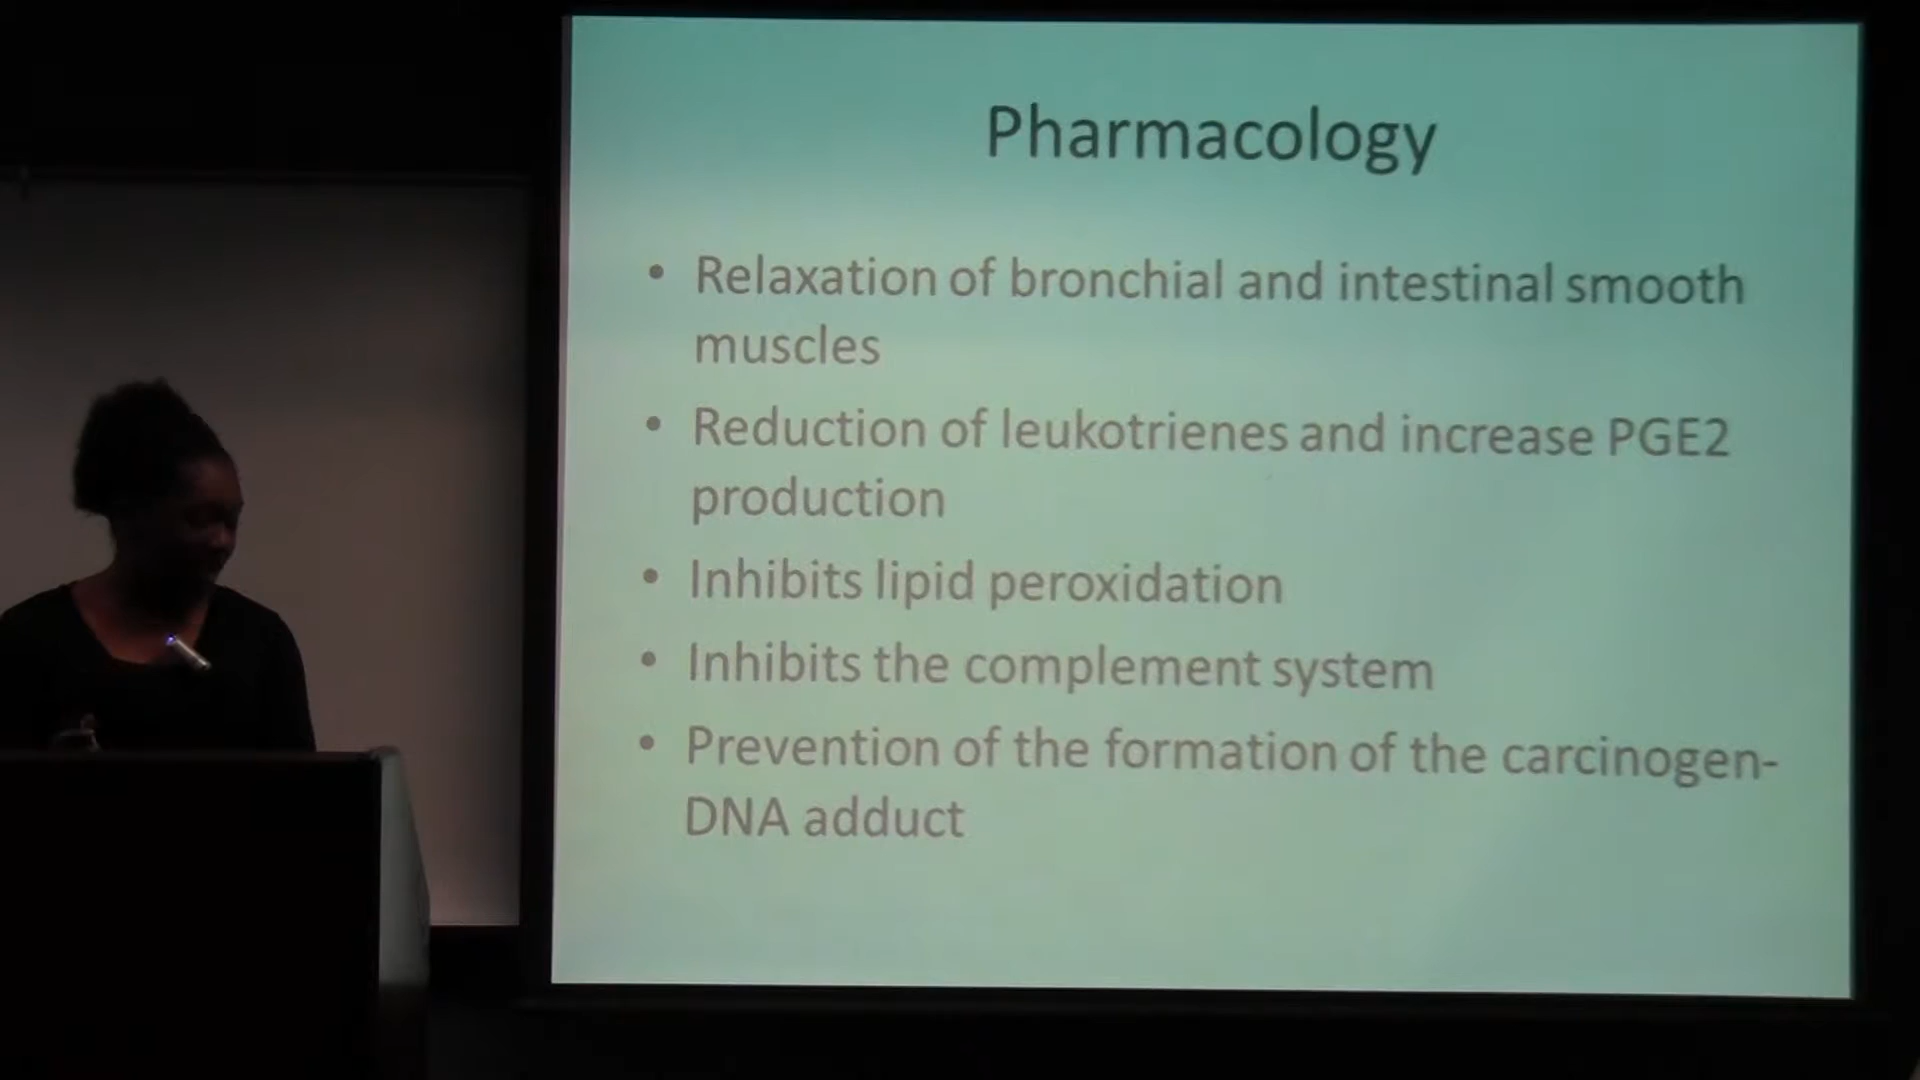 Pharmacology
• Relaxation of bronchial and intestinal smooth
muscles
• Reduction of leukotrienes and increase PGE2
production
• Inhibits lipid peroxidation
• Inhibits the complement system
• Prevention of the formation of the carcinogen-
DNA adduct